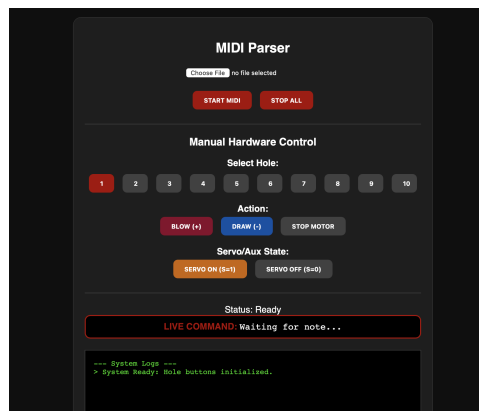 MIDI Parser
Choose File no file selected
START MIDI STOP ALL
Manual Hardware Control
Select Hole:
1 2 3 4 5 6 7 8 9 10
Action:
BLOW (+) DRAW (-) STOP MOTOR
Servo/Aux State:
SERVO ON (S=1) SERVO OFF (S=0)
Status: Ready
LIVE COMMAND: Waiting for note...
--- System Logs ---
> System Ready: Hole buttons initialized.